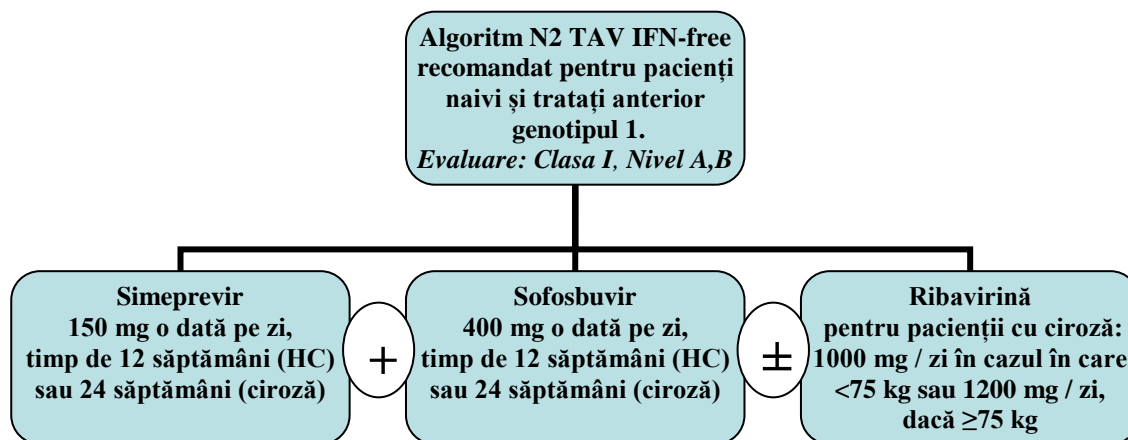 Algoritm N2 TAV IFN-free
recomandat pentru pacienți
naivi și tratați anterior
genotipul 1.
Evaluare: Clasa I, Nivel A,B
Simeprevir
150 mg o dată pe zi,
timp de 12 săptămâni (HC)
sau 24 săptămâni (ciroză)
+
Sofosbuvir
400 mg o dată pe zi,
timp de 12 săptămâni (HC)
sau 24 săptămâni (ciroză)
±
Ribavirină
pentru pacienții cu ciroză:
1000 mg / zi în cazul în care
<75 kg sau 1200 mg / zi,
dacă ≥75 kg